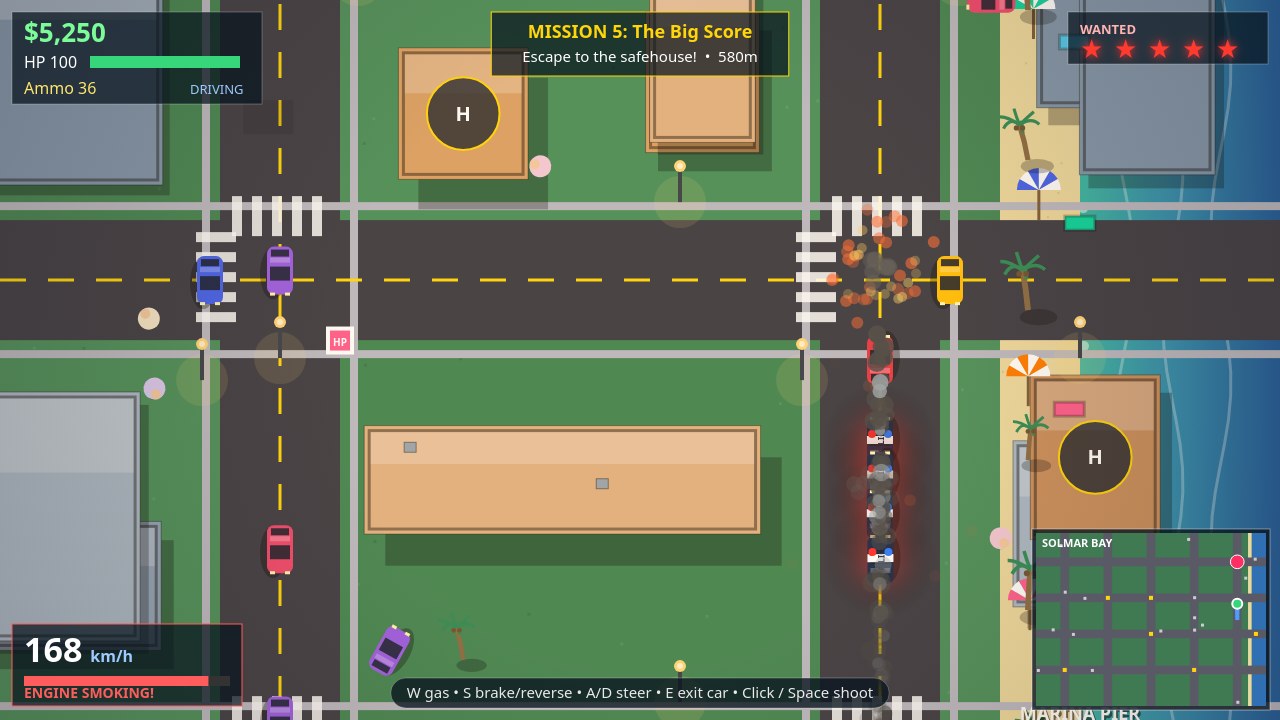 $5,250
HP 100
Ammo 36
DRIVING
MISSION 5: The Big Score
Escape to the safehouse! • 580m
WANTED
H
HP
H
SOLMAR BAY
168 km/h
ENGINE SMOKING!
W gas • S brake/reverse • A/D steer • E exit car • Click / Space shoot
MARINA PIER